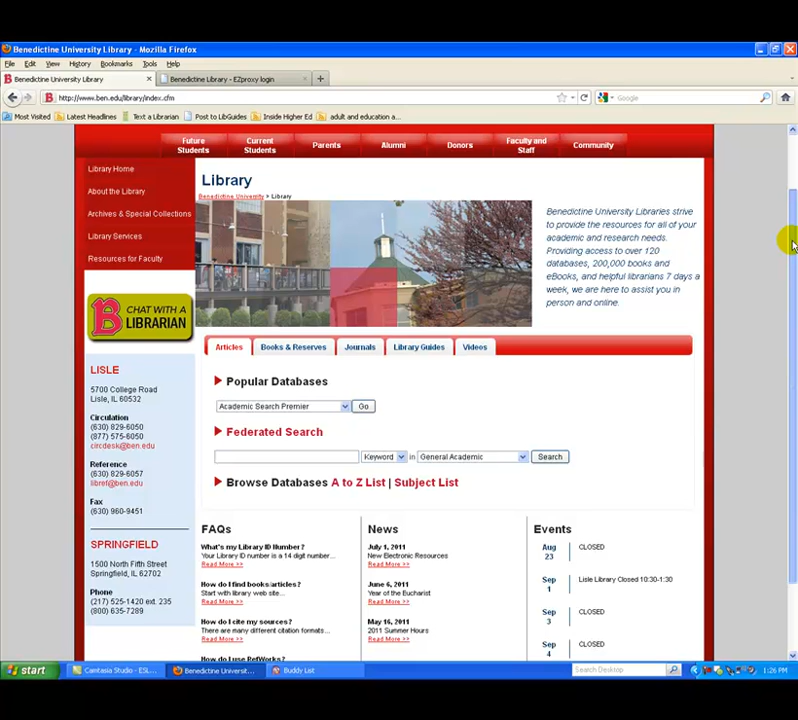 Benedictine University Library - Mozilla Firefox
File Edit View History Bookmarks Tools Help
Benedictine University Library
Benedictine Library - EZproxy login
http://www.ben.edu/library/index.cfm
Google
Most Visited Latest Headlines Text a Librarian Post to LibGuides Inside Higher Ed adult and education a...
Future Students
Current Students
Parents
Alumni
Donors
Faculty and Staff
Community
Library Home
About the Library
Archives & Special Collections
Library Services
Resources for Faculty
Library
Benedictine University > Library
Benedictine University Libraries strive
to provide the resources for all of your
academic and research needs.
Providing access to over 120
databases, 200,000 books and
eBooks, and helpful librarians 7 days a
week, we are here to assist you in
person and online.
B CHAT WITH A
LIBRARIAN
LISLE
5700 College Road
Lisle, IL 60532
Circulation
(630) 829-6050
(877) 575-6050
circdesk@ben.edu
Reference
(630) 829-6057
libref@ben.edu
Fax
(630) 960-9451
SPRINGFIELD
1500 North Fifth Street
Springfield, IL 62702
Phone
(217) 525-1420 ext. 235
(800) 635-7289
Articles Books & Reserves Journals Library Guides Videos
Popular Databases
Academic Search Premier Go
Federated Search
Keyword in General Academic Search
Browse Databases A to Z List | Subject List
FAQs
What's my Library ID Number?
Your Library ID number is a 14 digit number...
Read More >>
How do I find books/articles?
Start with library web site...
Read More >>
How do I cite my sources?
There are many different citation formats...
Read More >>
How do I use RefWorks?
News
July 1, 2011
New Electronic Resources
Read More >>
June 6, 2011
Year of the Eucharist
Read More >>
May 16, 2011
2011 Summer Hours
Read More >>
Events
Aug 23 CLOSED
Sep 1 Lisle Library Closed 10:30-1:30
Sep 3 CLOSED
Sep 4 CLOSED
start Camtasia Studio - ESL... Benedictine Universit... Buddy List Search Desktop 1:26 PM